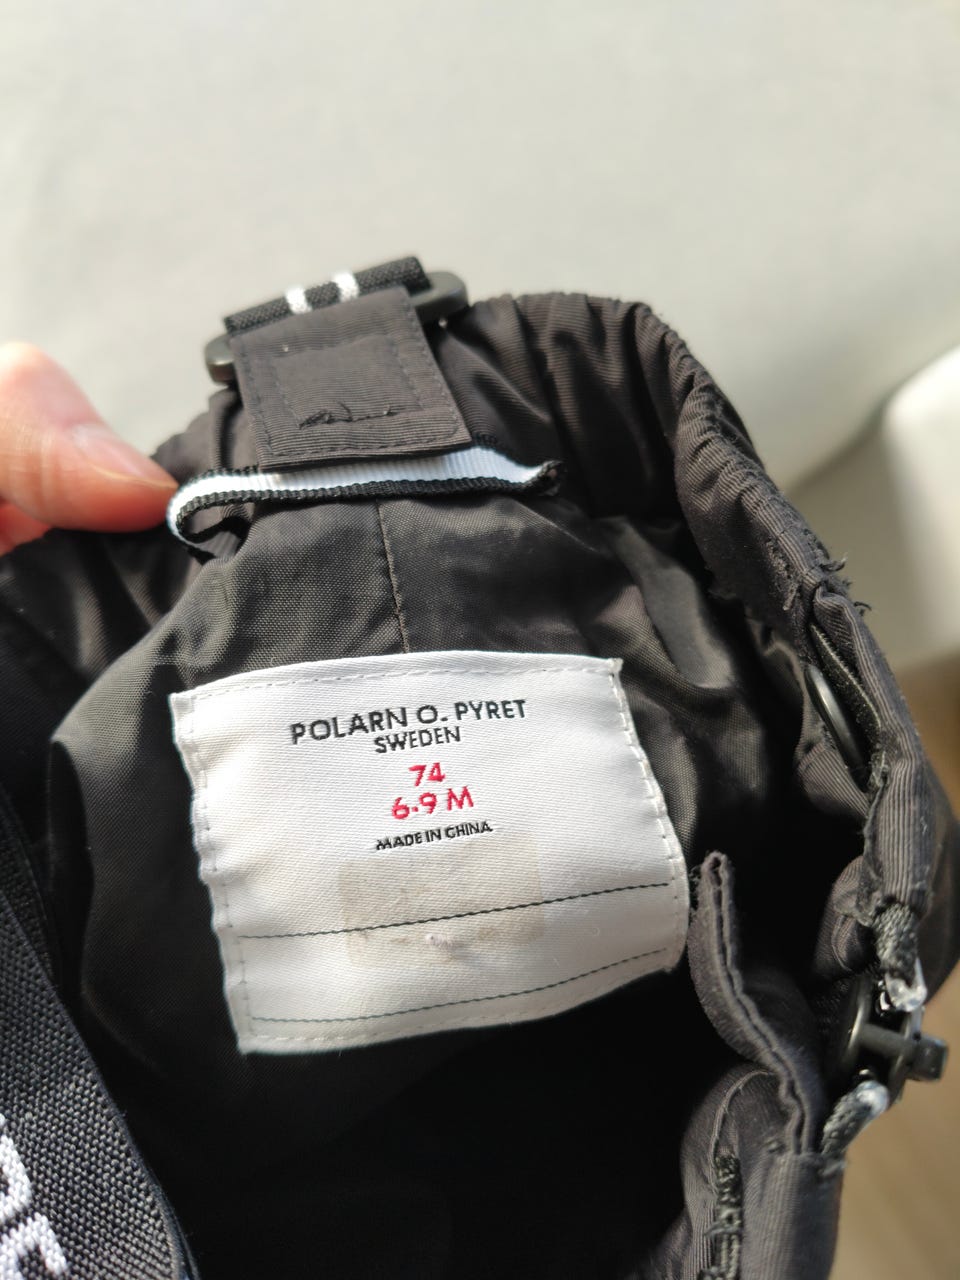 POLARN O. PYRET
SWEDEN
74
6-9 M
MADE IN CHINA